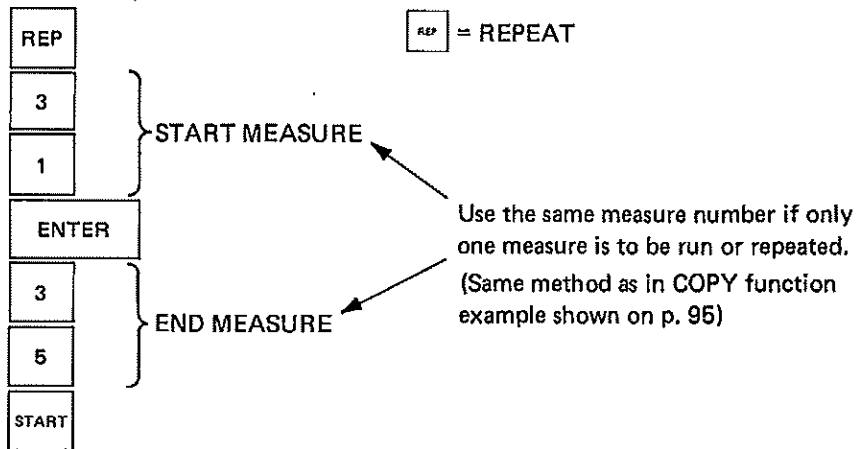 REP
REP = REPEAT
3
START MEASURE
1
ENTER
Use the same measure number if only
one measure is to be run or repeated.
(Same method as in COPY function
example shown on p. 95)
3
END MEASURE
5
START